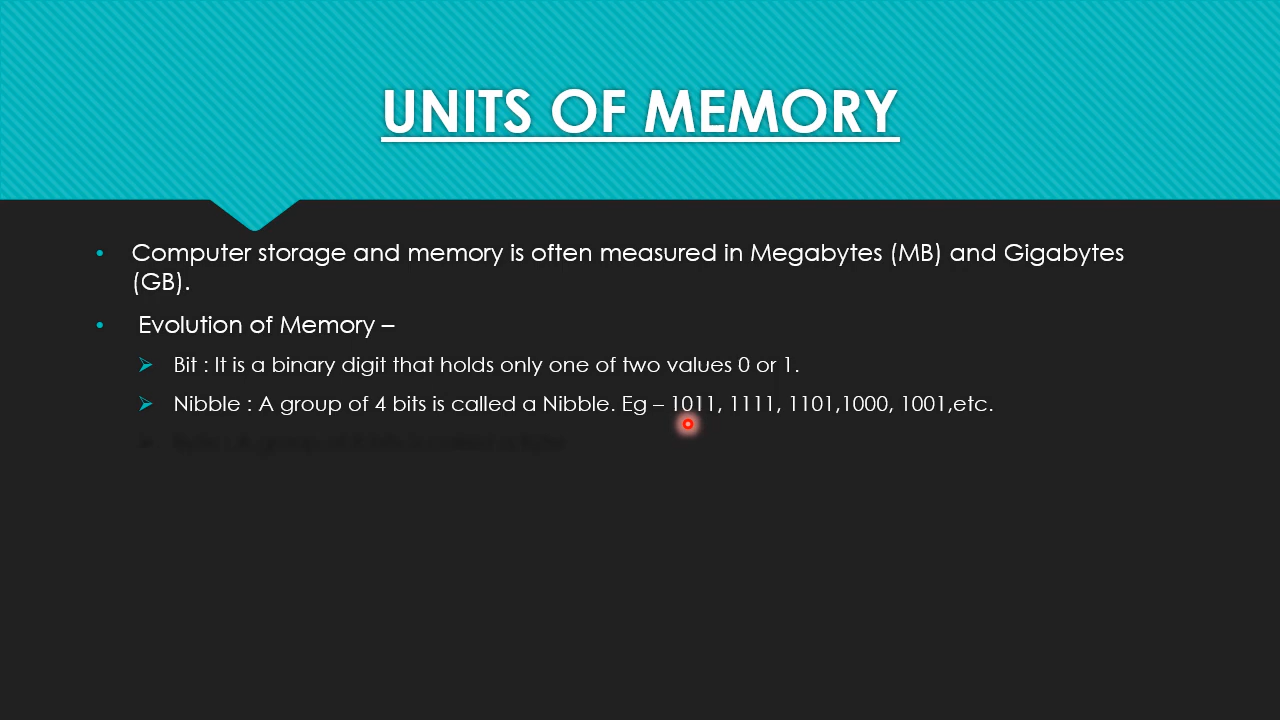 UNITS OF MEMORY
• Computer storage and memory is often measured in Megabytes (MB) and Gigabytes
(GB).
• Evolution of Memory –
➢ Bit : It is a binary digit that holds only one of two values 0 or 1.
➢ Nibble : A group of 4 bits is called a Nibble. Eg – 1011, 1111, 1101,1000, 1001,etc.